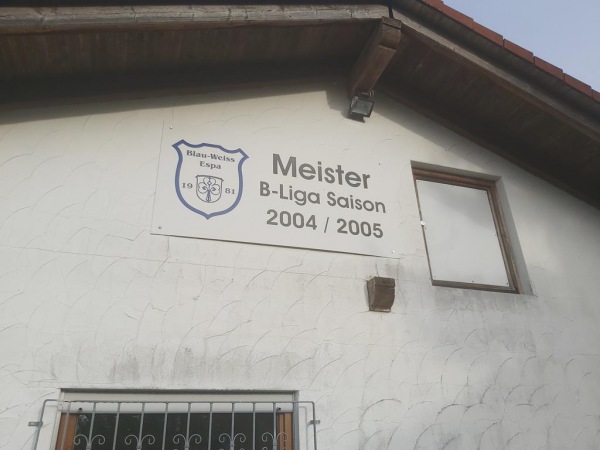 Blau-Weiss
Espa
19 81
Meister
B-Liga Saison
2004 / 2005